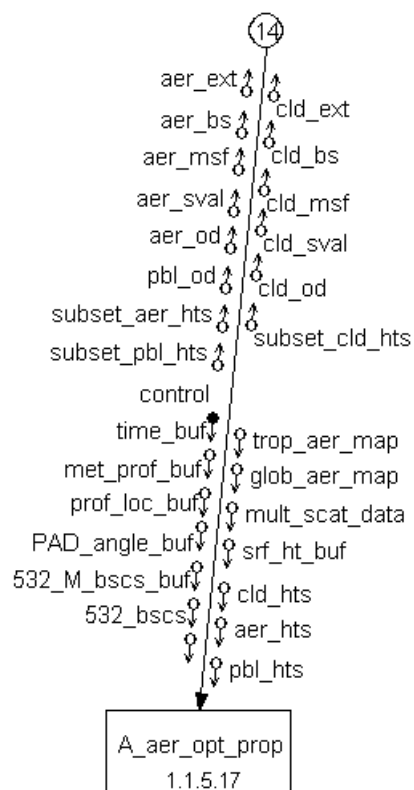 14
aer_ext
cld_ext
aer_bs
cld_bs
aer_msf
cld_msf
aer_sval
cld_sval
aer_od
cld_od
pbl_od
subset_aer_hts
subset_cld_hts
subset_pbl_hts
control
time_buf
trop_aer_map
met_prof_buf
glob_aer_map
prof_loc_buf
mult_scat_data
PAD_angle_buf
srf_ht_buf
532_M_bscs_buf
cld_hts
532_bscs
aer_hts
pbl_hts
A_aer_opt_prop
1.1.5.17